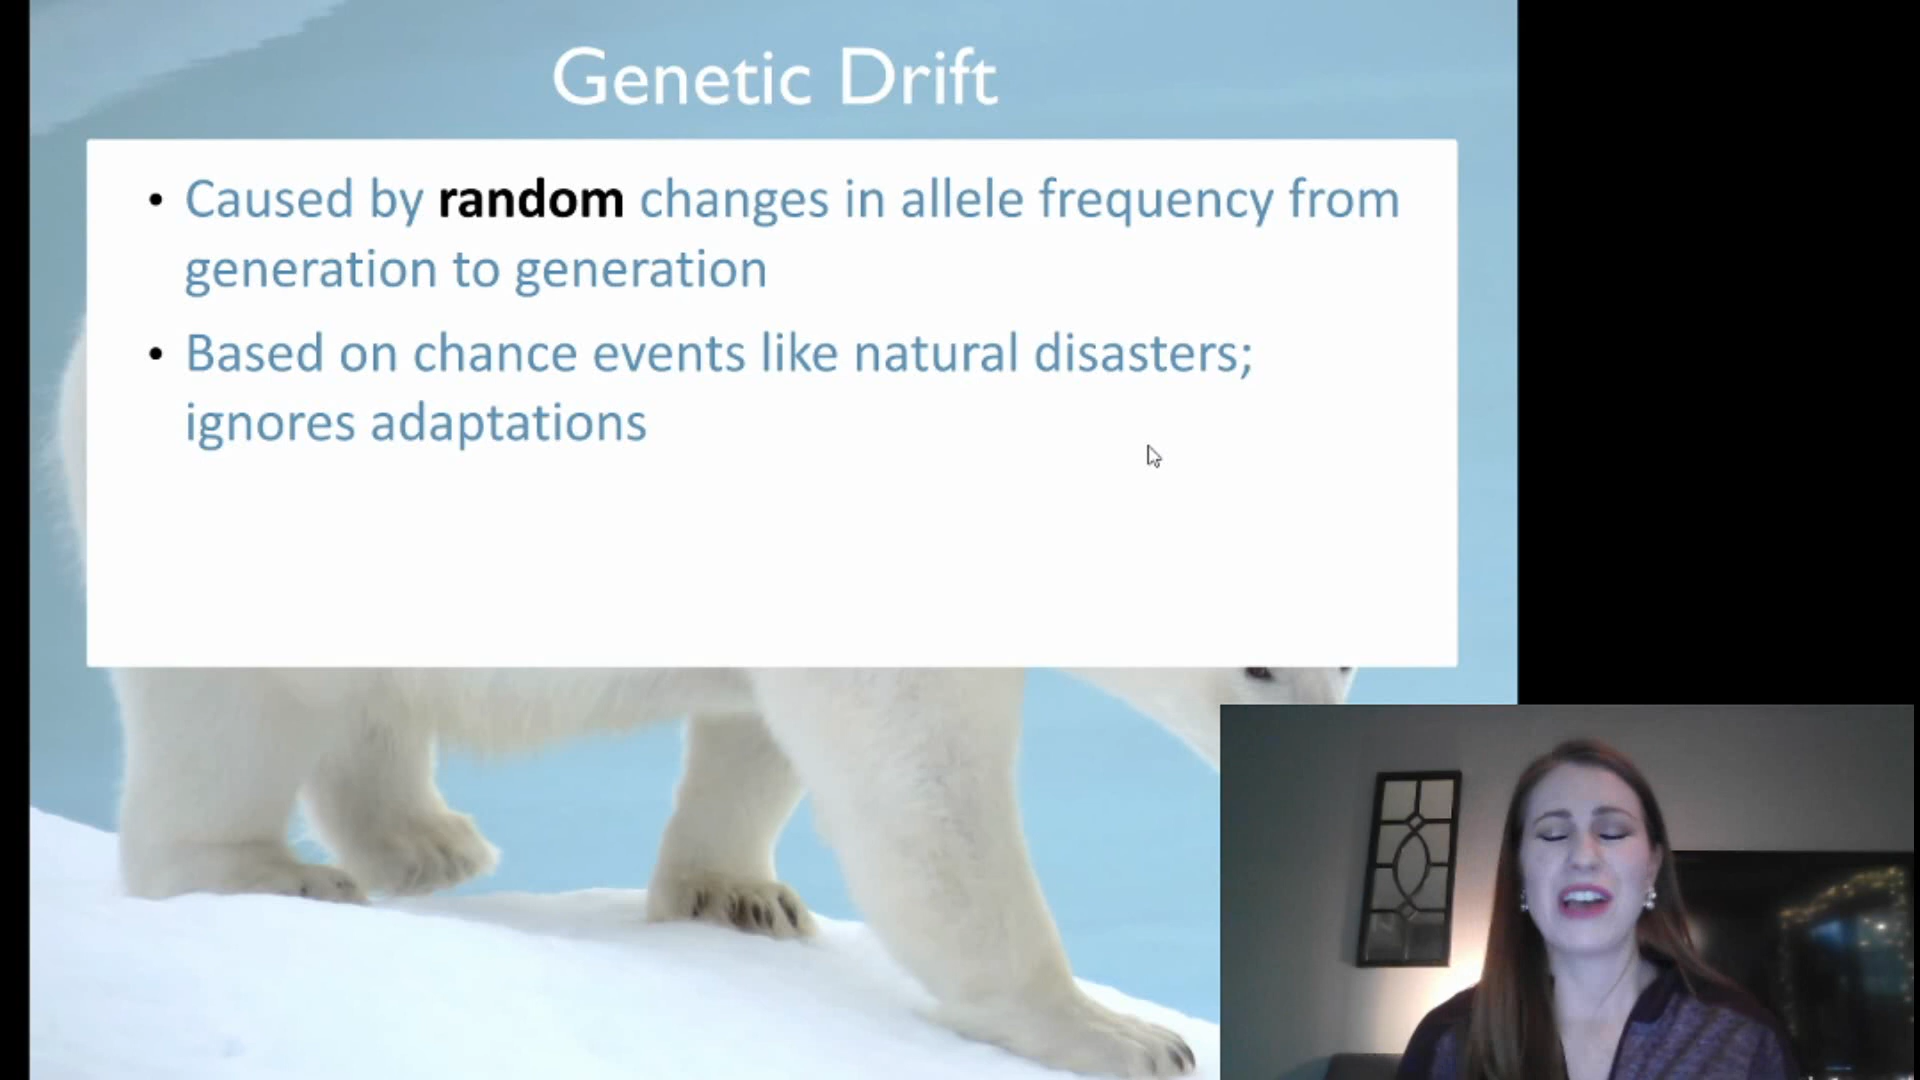 Genetic Drift
• Caused by random changes in allele frequency from
generation to generation
• Based on chance events like natural disasters;
ignores adaptations